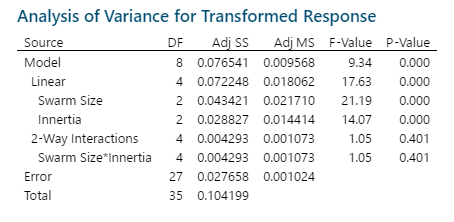 Analysis of Variance for Transformed Response
Source DF Adj SS Adj MS F-Value P-Value
Model 8 0.076541 0.009568 9.34 0.000
Linear 4 0.072248 0.018062 17.63 0.000
Swarm Size 2 0.043421 0.021710 21.19 0.000
Innertia 2 0.028827 0.014414 14.07 0.000
2-Way Interactions 4 0.004293 0.001073 1.05 0.401
Swarm Size*Innertia 4 0.004293 0.001073 1.05 0.401
Error 27 0.027658 0.001024
Total 35 0.104199